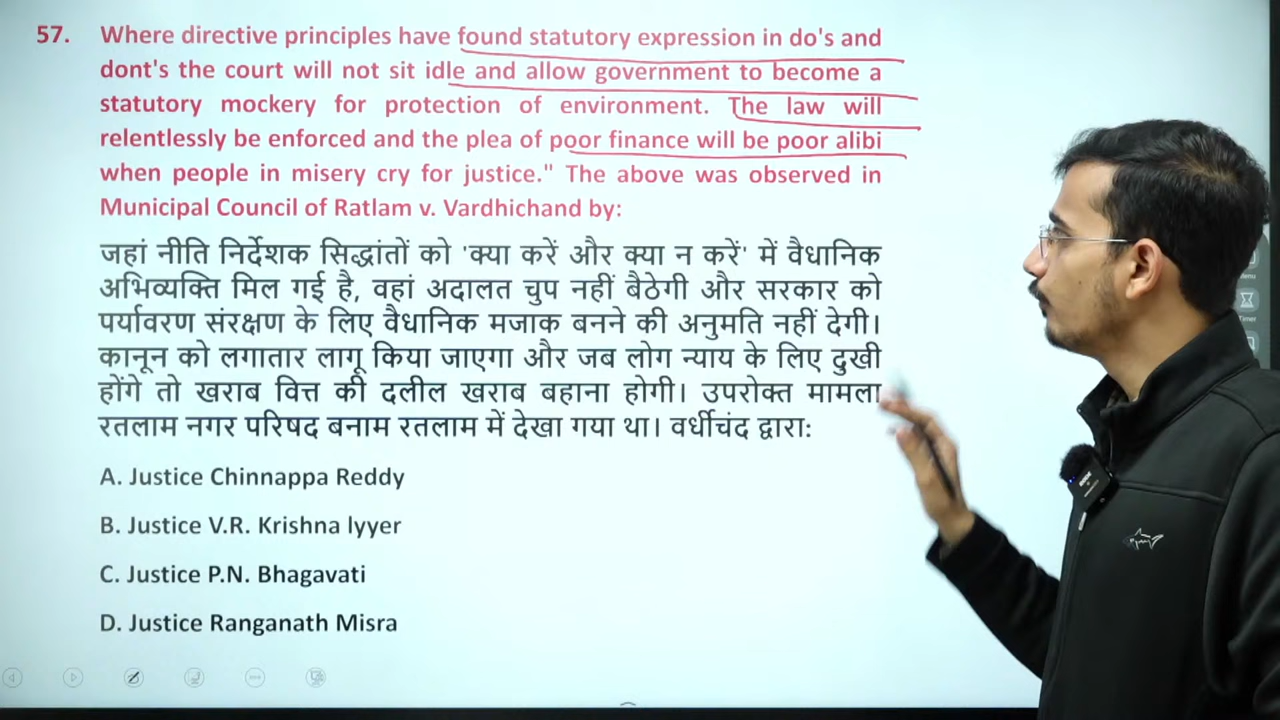 57. Where directive principles have found statutory expression in do's and
dont's the court will not sit idle and allow government to become a
statutory mockery for protection of environment. The law will
relentlessly be enforced and the plea of poor finance will be poor alibi
when people in misery cry for justice." The above was observed in
Municipal Council of Ratlam v. Vardhichand by:
जहां नीति निर्देशक सिद्धांतों को 'क्या करें और क्या न करें' में वैधानिक
अभिव्यक्ति मिल गई है, वहां अदालत चुप नहीं बैठेगी और सरकार को
पर्यावरण संरक्षण के लिए वैधानिक मजाक बनने की अनुमति नहीं देगी।
कानून को लगातार लागू किया जाएगा और जब लोग न्याय के लिए दुखी
होंगे तो खराब वित्त की दलील खराब बहाना होगी। उपरोक्त मामला
रतलाम नगर परिषद बनाम रतलाम में देखा गया था। वर्धीचंद द्वारा:
A. Justice Chinnappa Reddy
B. Justice V.R. Krishna lyyer
C. Justice P.N. Bhagavati
D. Justice Ranganath Misra
Timer